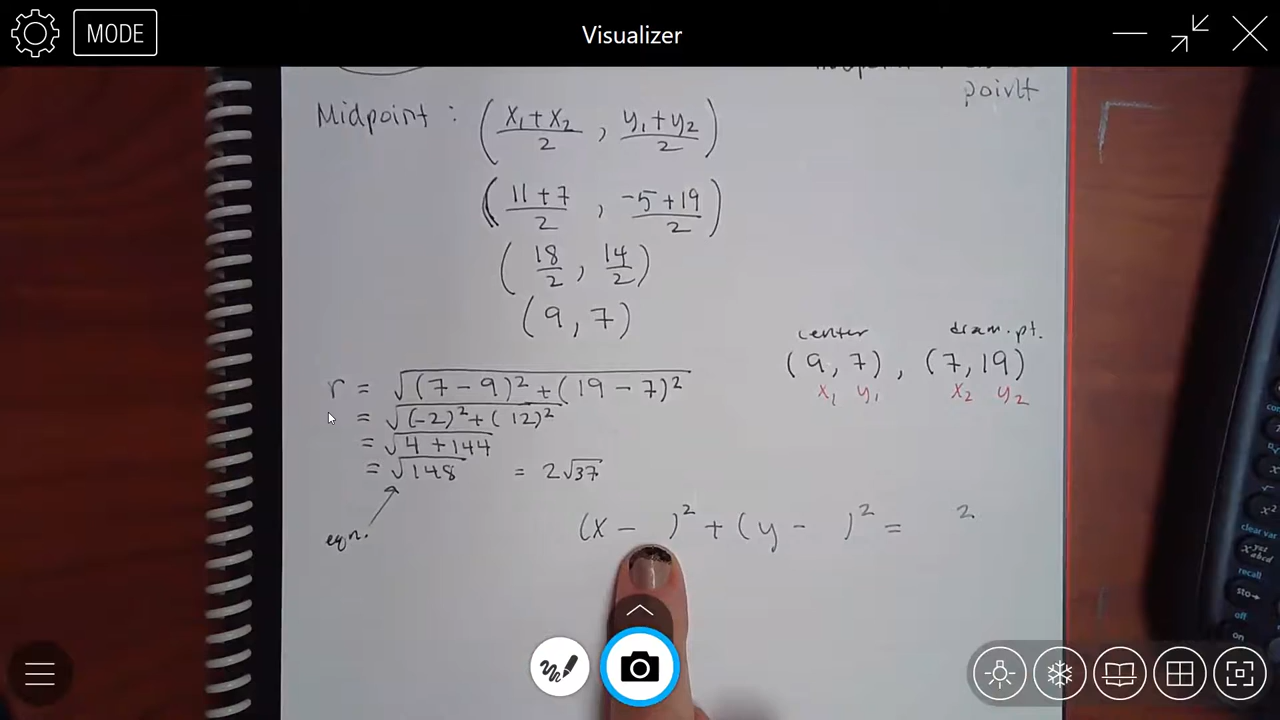 MODE
Visualizer
poivlt
Midpoint : ( (x₁+x₂)/2 , (y₁+y₂)/2 )
( (11+7)/2 , (-5+19)/2 )
( 18/2 , 14/2 )
(9, 7)
center diam. pt.
(9, 7) , (7, 19)
x₁ y₁ x₂ y₂
r = √((7-9)²+(19-7)²
= √(-2)²+(12)²
= √4+144
= √148 = 2√37
eqn.
(x- )²+(y- )² = ²